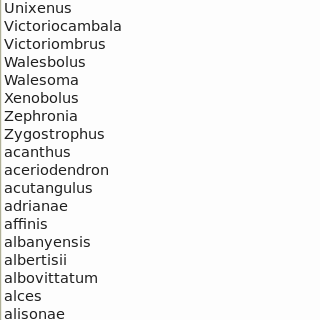 Unixenus
Victoriocambala
Victoriombrus
Walesbolus
Walesoma
Xenobolus
Zephronia
Zygostrophus
acanthus
aceriodendron
acutangulus
adrianae
affinis
albanyensis
albertisii
albovittatum
alces
alisonae